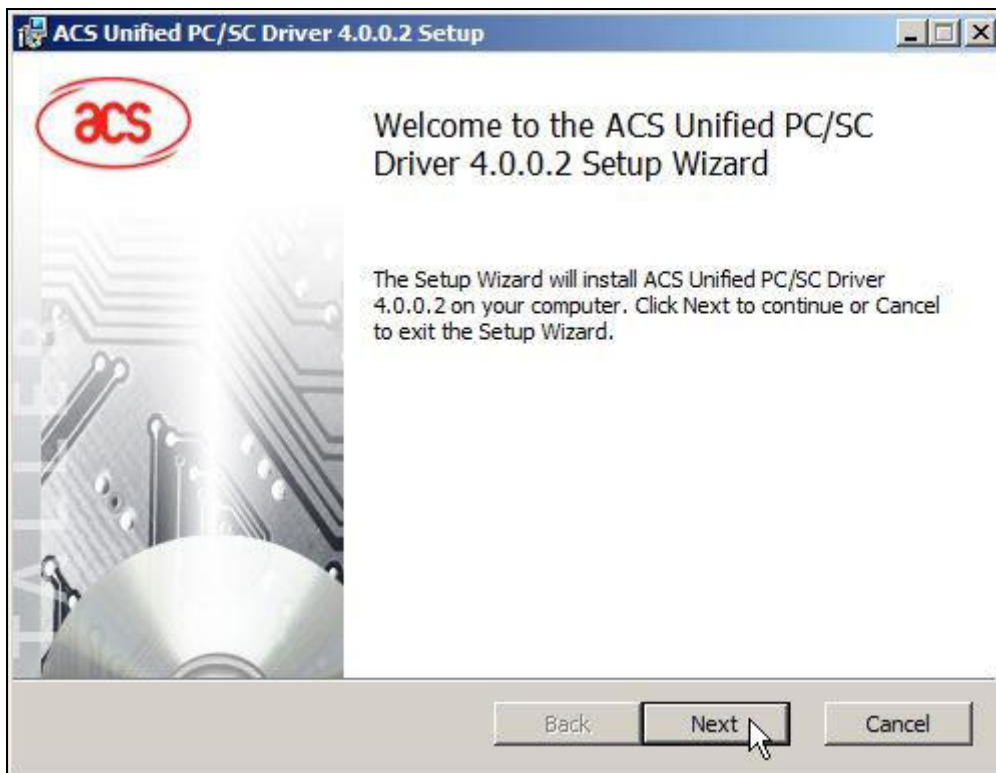 ACS Unified PC/SC Driver 4.0.0.2 Setup
acs
Welcome to the ACS Unified PC/SC
Driver 4.0.0.2 Setup Wizard
The Setup Wizard will install ACS Unified PC/SC Driver
4.0.0.2 on your computer. Click Next to continue or Cancel
to exit the Setup Wizard.
Back
Next
Cancel